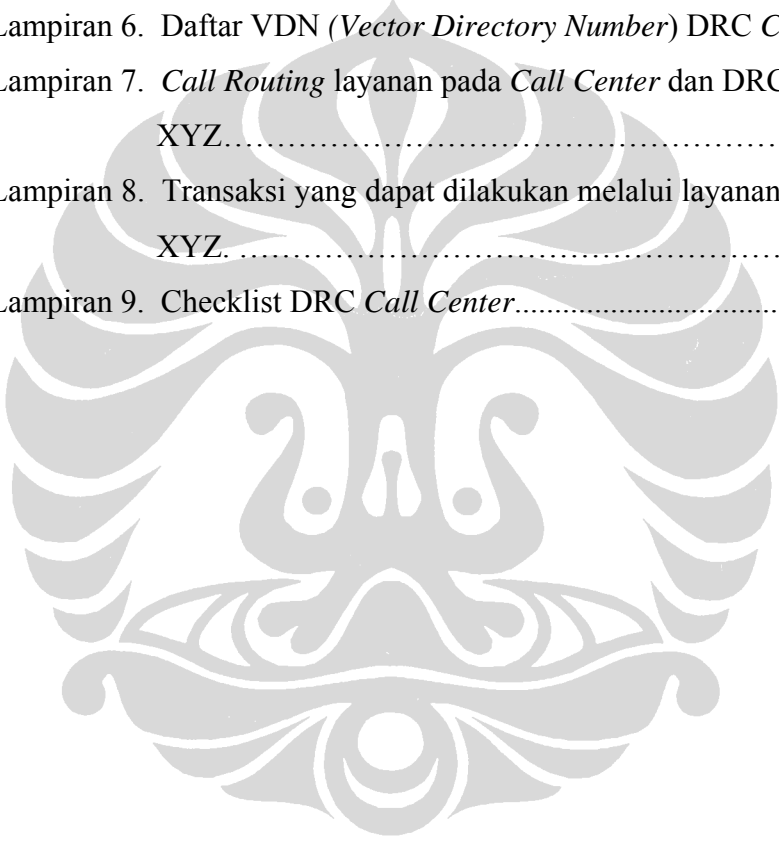 Lampiran 6. Daftar VDN (Vector Directory Number) DRC C
Lampiran 7. Call Routing layanan pada Call Center dan DRC
XYZ………………………………………………
Lampiran 8. Transaksi yang dapat dilakukan melalui layanan
XYZ. ……………………………………………
Lampiran 9. Checklist DRC Call Center.................................